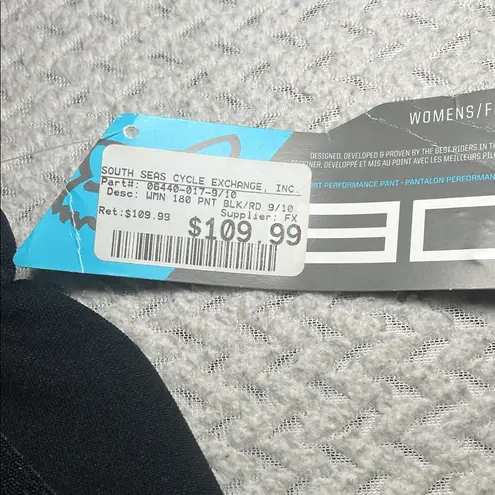 WOMENS/F
DESIGNED, DEVELOPED & PROVEN BY THE BEST RIDERS IN THE
DEVELOPPÉ ET MIS AU POINT AVEC LES MEILLEURS PIL
PERFORMANCE PANT • PANTALON PERFORMAN
SOUTH SEAS CYCLE EXCHANGE, INC.
Part#: 06440-017-9/10
Desc: WMN 180 PNT BLK/RD 9/10
Ret:$109.99 Supplier: FX
$109.99